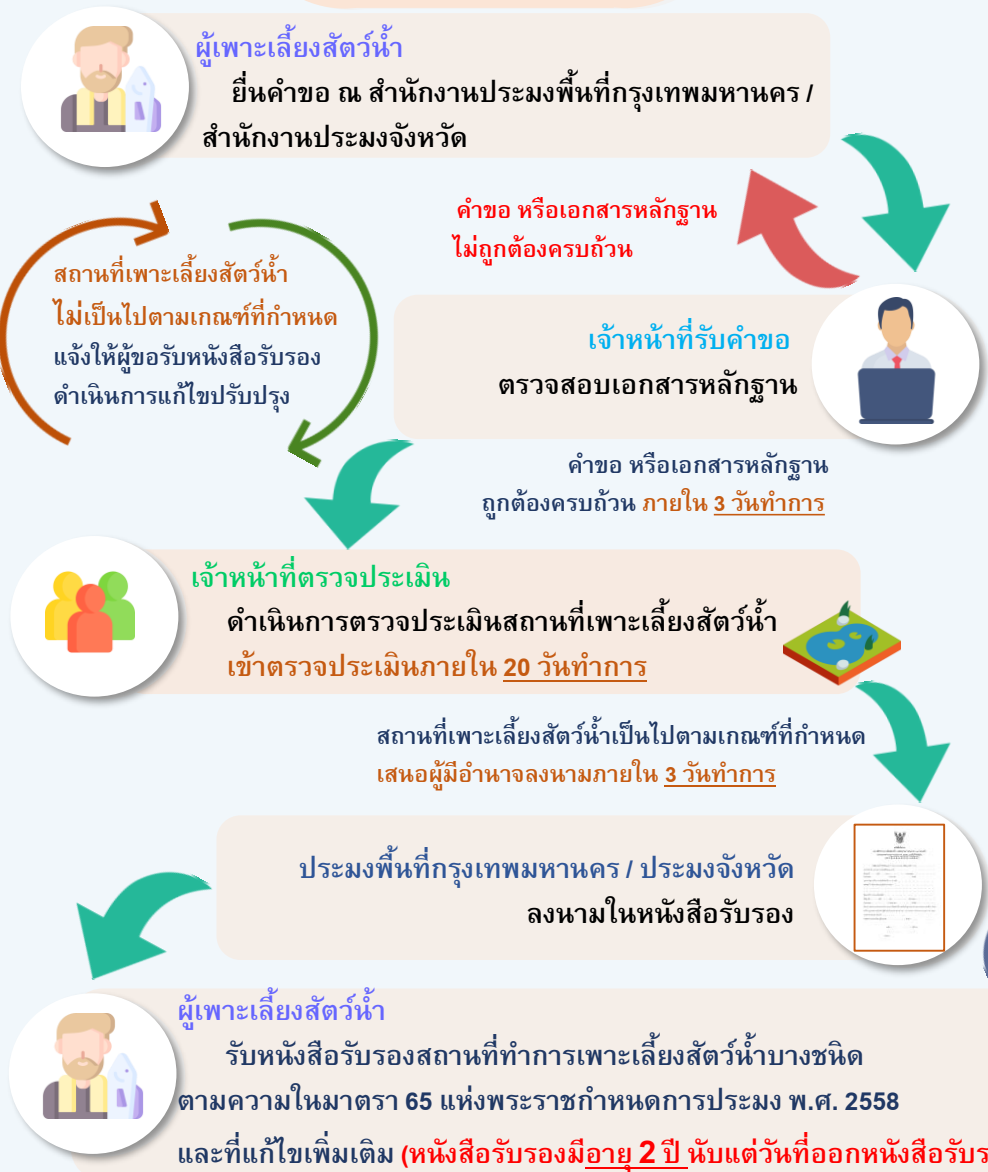 ผู้เพาะเลี้ยงสัตว์น้ำ
ยื่นคำขอ ณ สำนักงานประมงพื้นที่กรุงเทพมหานคร /
สำนักงานประมงจังหวัด
คำขอ หรือเอกสารหลักฐาน
ไม่ถูกต้องครบถ้วน
สถานที่เพาะเลี้ยงสัตว์น้ำ
ไม่เป็นไปตามเกณฑ์ที่กำหนด
แจ้งให้ผู้ขอรับหนังสือรับรอง
ดำเนินการแก้ไขปรับปรุง
เจ้าหน้าที่รับคำขอ
ตรวจสอบเอกสารหลักฐาน
คำขอ หรือเอกสารหลักฐาน
ถูกต้องครบถ้วน ภายใน 3 วันทำการ
เจ้าหน้าที่ตรวจประเมิน
ดำเนินการตรวจประเมินสถานที่เพาะเลี้ยงสัตว์น้ำ
เข้าตรวจประเมินภายใน 20 วันทำการ
สถานที่เพาะเลี้ยงสัตว์น้ำเป็นไปตามเกณฑ์ที่กำหนด
เสนอผู้มีอำนาจลงนามภายใน 3 วันทำการ
ประมงพื้นที่กรุงเทพมหานคร / ประมงจังหวัด
ลงนามในหนังสือรับรอง
ผู้เพาะเลี้ยงสัตว์น้ำ
รับหนังสือรับรองสถานที่ทำการเพาะเลี้ยงสัตว์น้ำบางชนิด
ตามความในมาตรา 65 แห่งพระราชกำหนดการประมง พ.ศ. 2558
และที่แก้ไขเพิ่มเติม (หนังสือรับรองมีอายุ 2 ปี นับแต่วันที่ออกหนังสือรับร